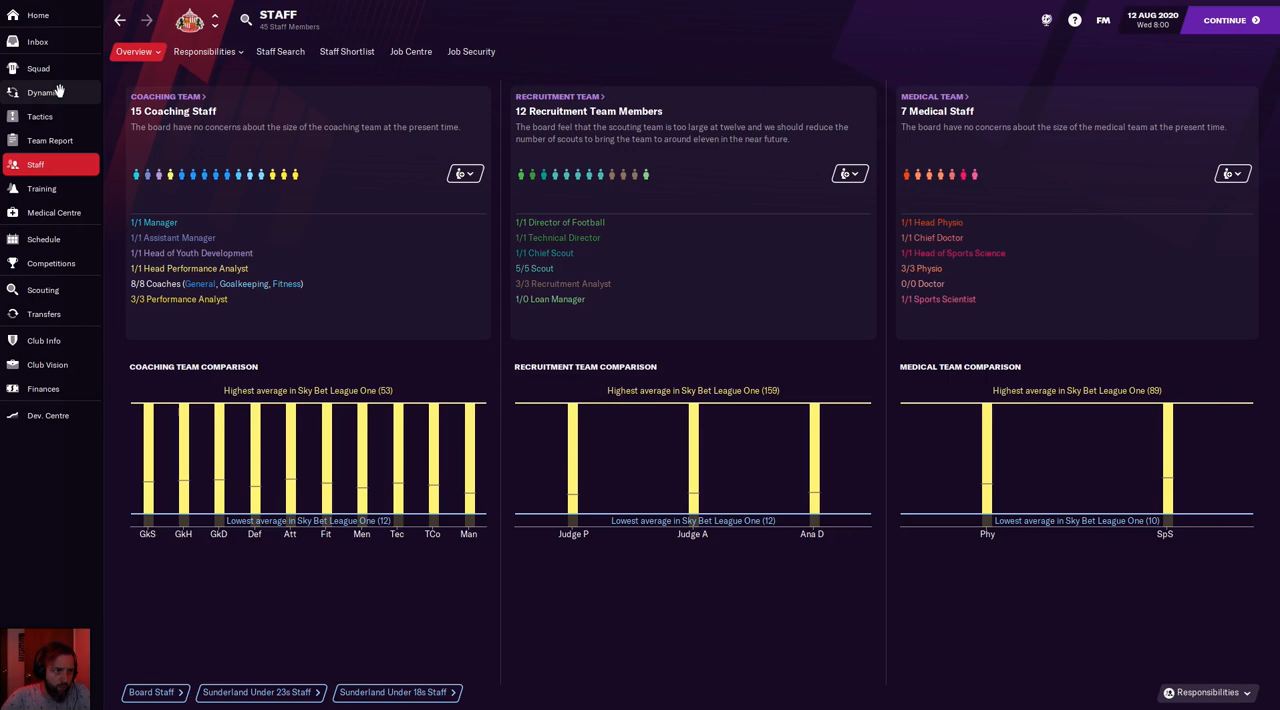 Home
STAFF
45 Staff Members
FM
12 AUG 2020
Wed 8:00
CONTINUE
Inbox
Squad
Overview
Responsibilities
Staff Search
Staff Shortlist
Job Centre
Job Security
Tactics
Team Report
Staff
Training
Medical Centre
Schedule
Competitions
Scouting
Transfers
Club Info
Club Vision
Finances
Dev. Centre
COACHING TEAM >
15 Coaching Staff
The board have no concerns about the size of the coaching team at the present time.
1/1 Manager
1/1 Assistant Manager
1/1 Head of Youth Development
1/1 Head Performance Analyst
8/8 Coaches (General, Goalkeeping, Fitness)
3/3 Performance Analyst
RECRUITMENT TEAM >
12 Recruitment Team Members
The board feel that the scouting team is too large at twelve and we should reduce the
number of scouts to bring the team to around eleven in the near future.
1/1 Director of Football
1/1 Technical Director
1/1 Chief Scout
5/5 Scout
3/3 Recruitment Analyst
1/0 Loan Manager
MEDICAL TEAM >
7 Medical Staff
The board have no concerns about the size of the medical team at the present time.
1/1 Head Physio
1/1 Chief Doctor
1/1 Head of Sports Science
3/3 Physio
0/0 Doctor
1/1 Sports Scientist
COACHING TEAM COMPARISON
Highest average in Sky Bet League One (53)
Lowest average in Sky Bet League One (12)
GkS GkH GkD Def Att Fit Men Tec TCo Man
RECRUITMENT TEAM COMPARISON
Highest average in Sky Bet League One (159)
Lowest average in Sky Bet League One (12)
Judge P Judge A Ana D
MEDICAL TEAM COMPARISON
Highest average in Sky Bet League One (89)
Lowest average in Sky Bet League One (10)
Phy SpS
Board Staff >
Sunderland Under 23s Staff >
Sunderland Under 18s Staff >
Responsibilities